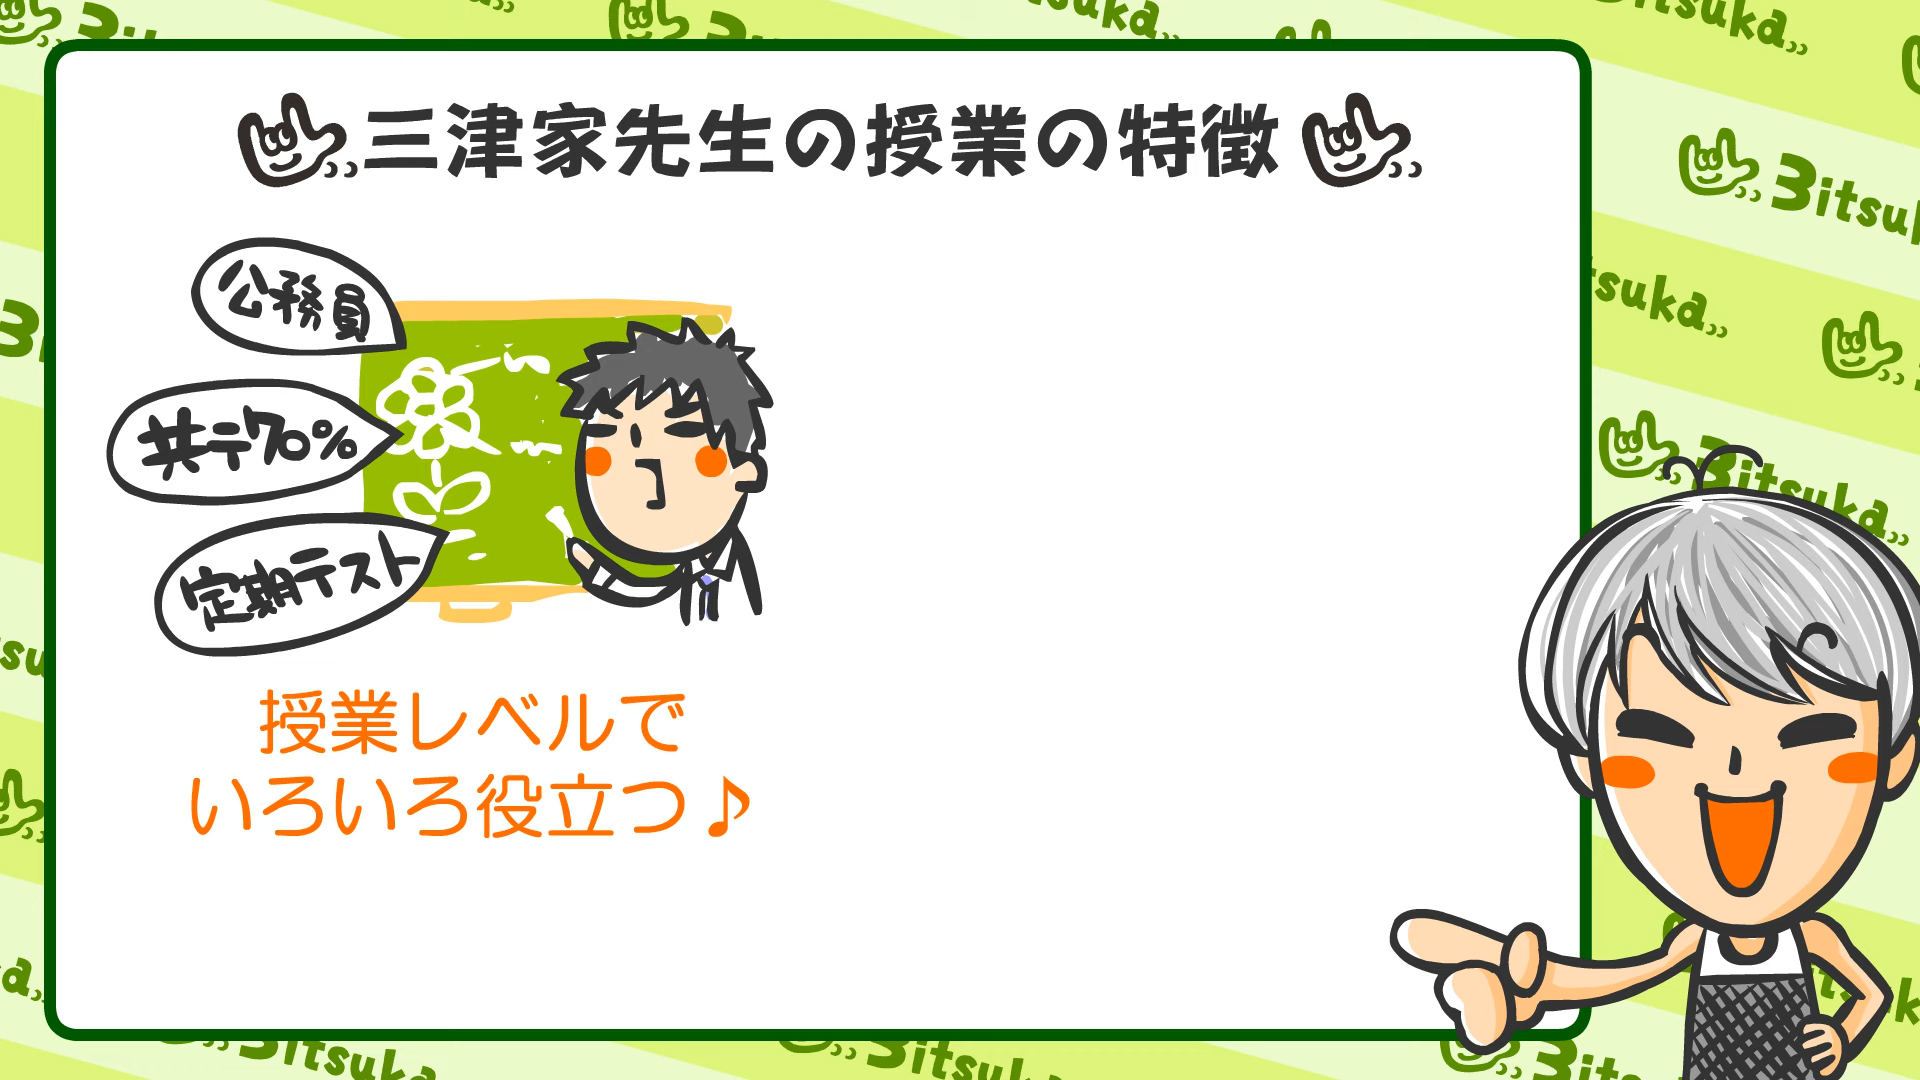 三津家先生の授業の特徴
公務員
共テ70%
定期テスト
授業レベルで
いろいろ役立つ♪
3itsuka